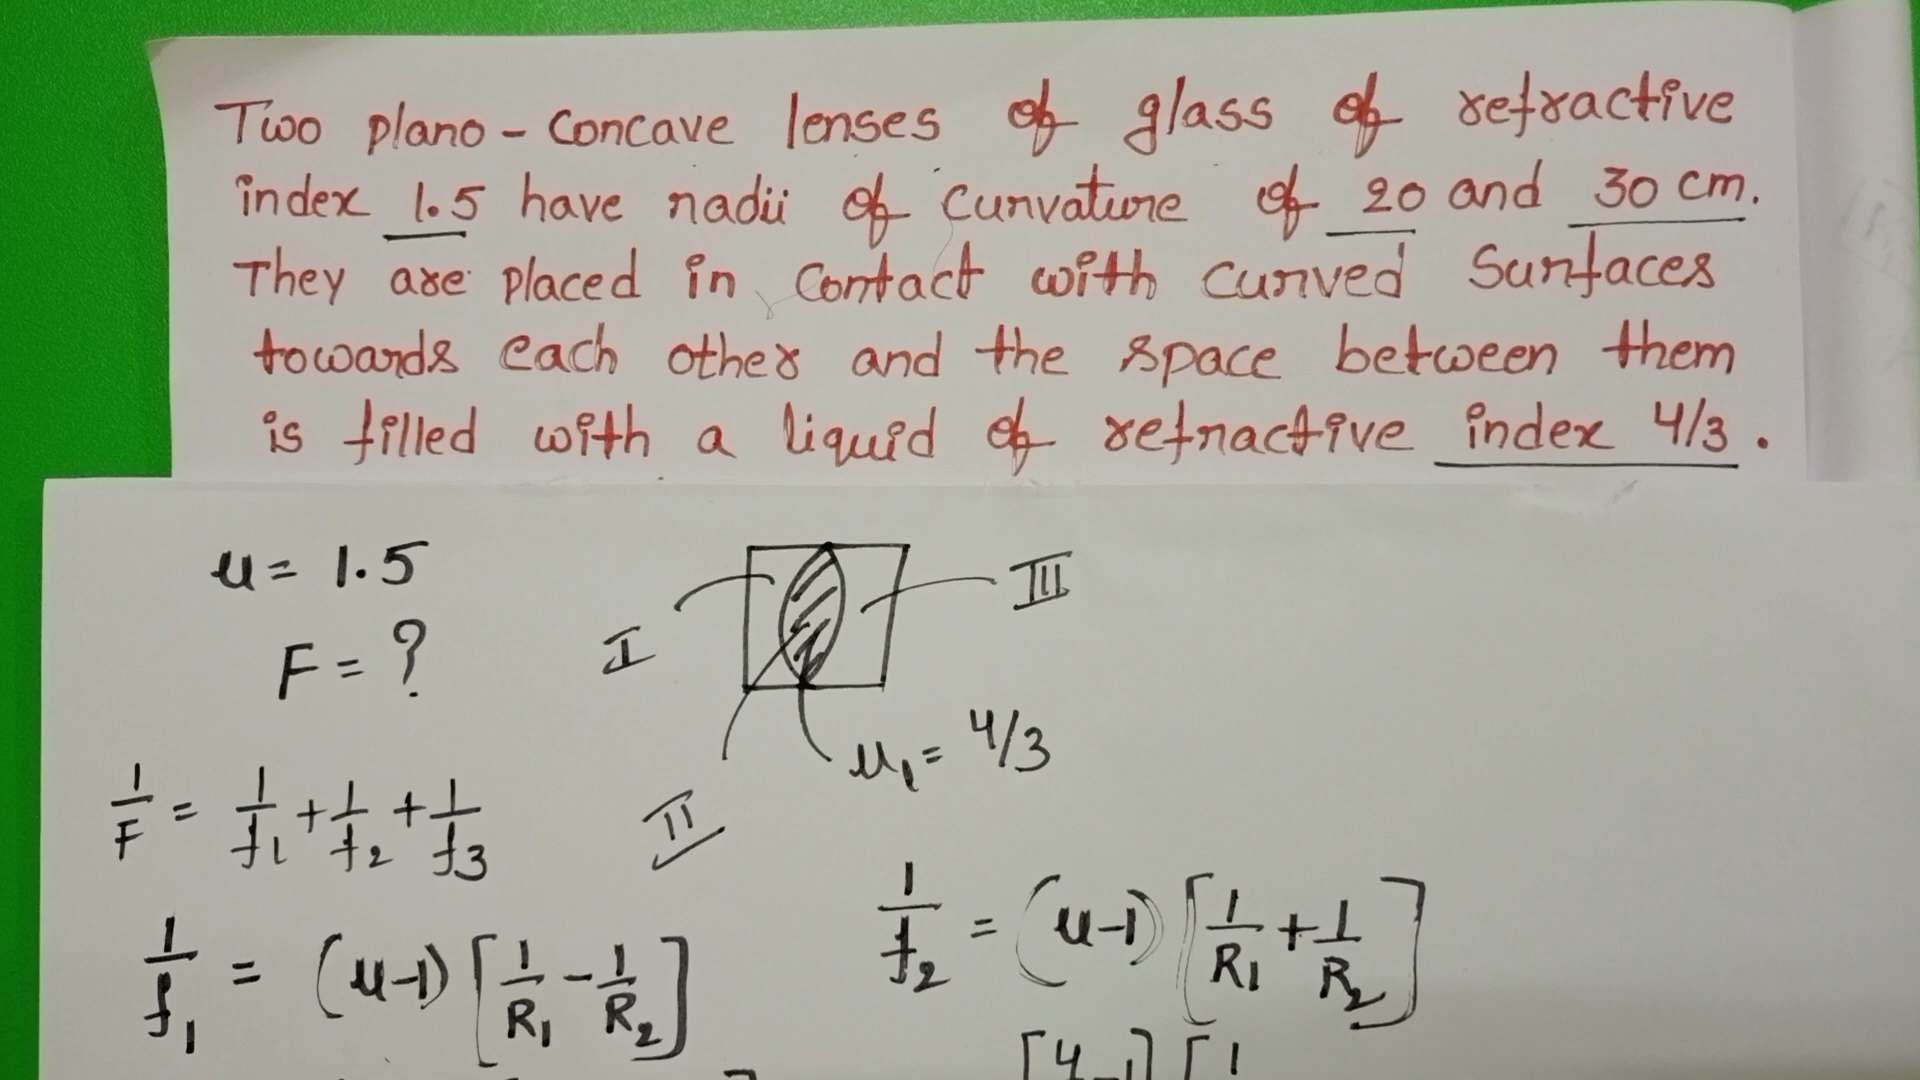 Two plano-concave lenses of glass of refractive
index 1.5 have radii of curvature of 20 and 30 cm.
They are placed in contact with curved surfaces
towards each other and the space between them
is filled with a liquid of refractive index 4/3.
μ = 1.5
F = ?
I
III
II
μ₁ = 4/3
1/F = 1/f₁ + 1/f₂ + 1/f₃
1/f₁ = (μ-1) [1/R₁ - 1/R₂]
1/f₂ = (μ-1) [1/R₁ + 1/R₂]